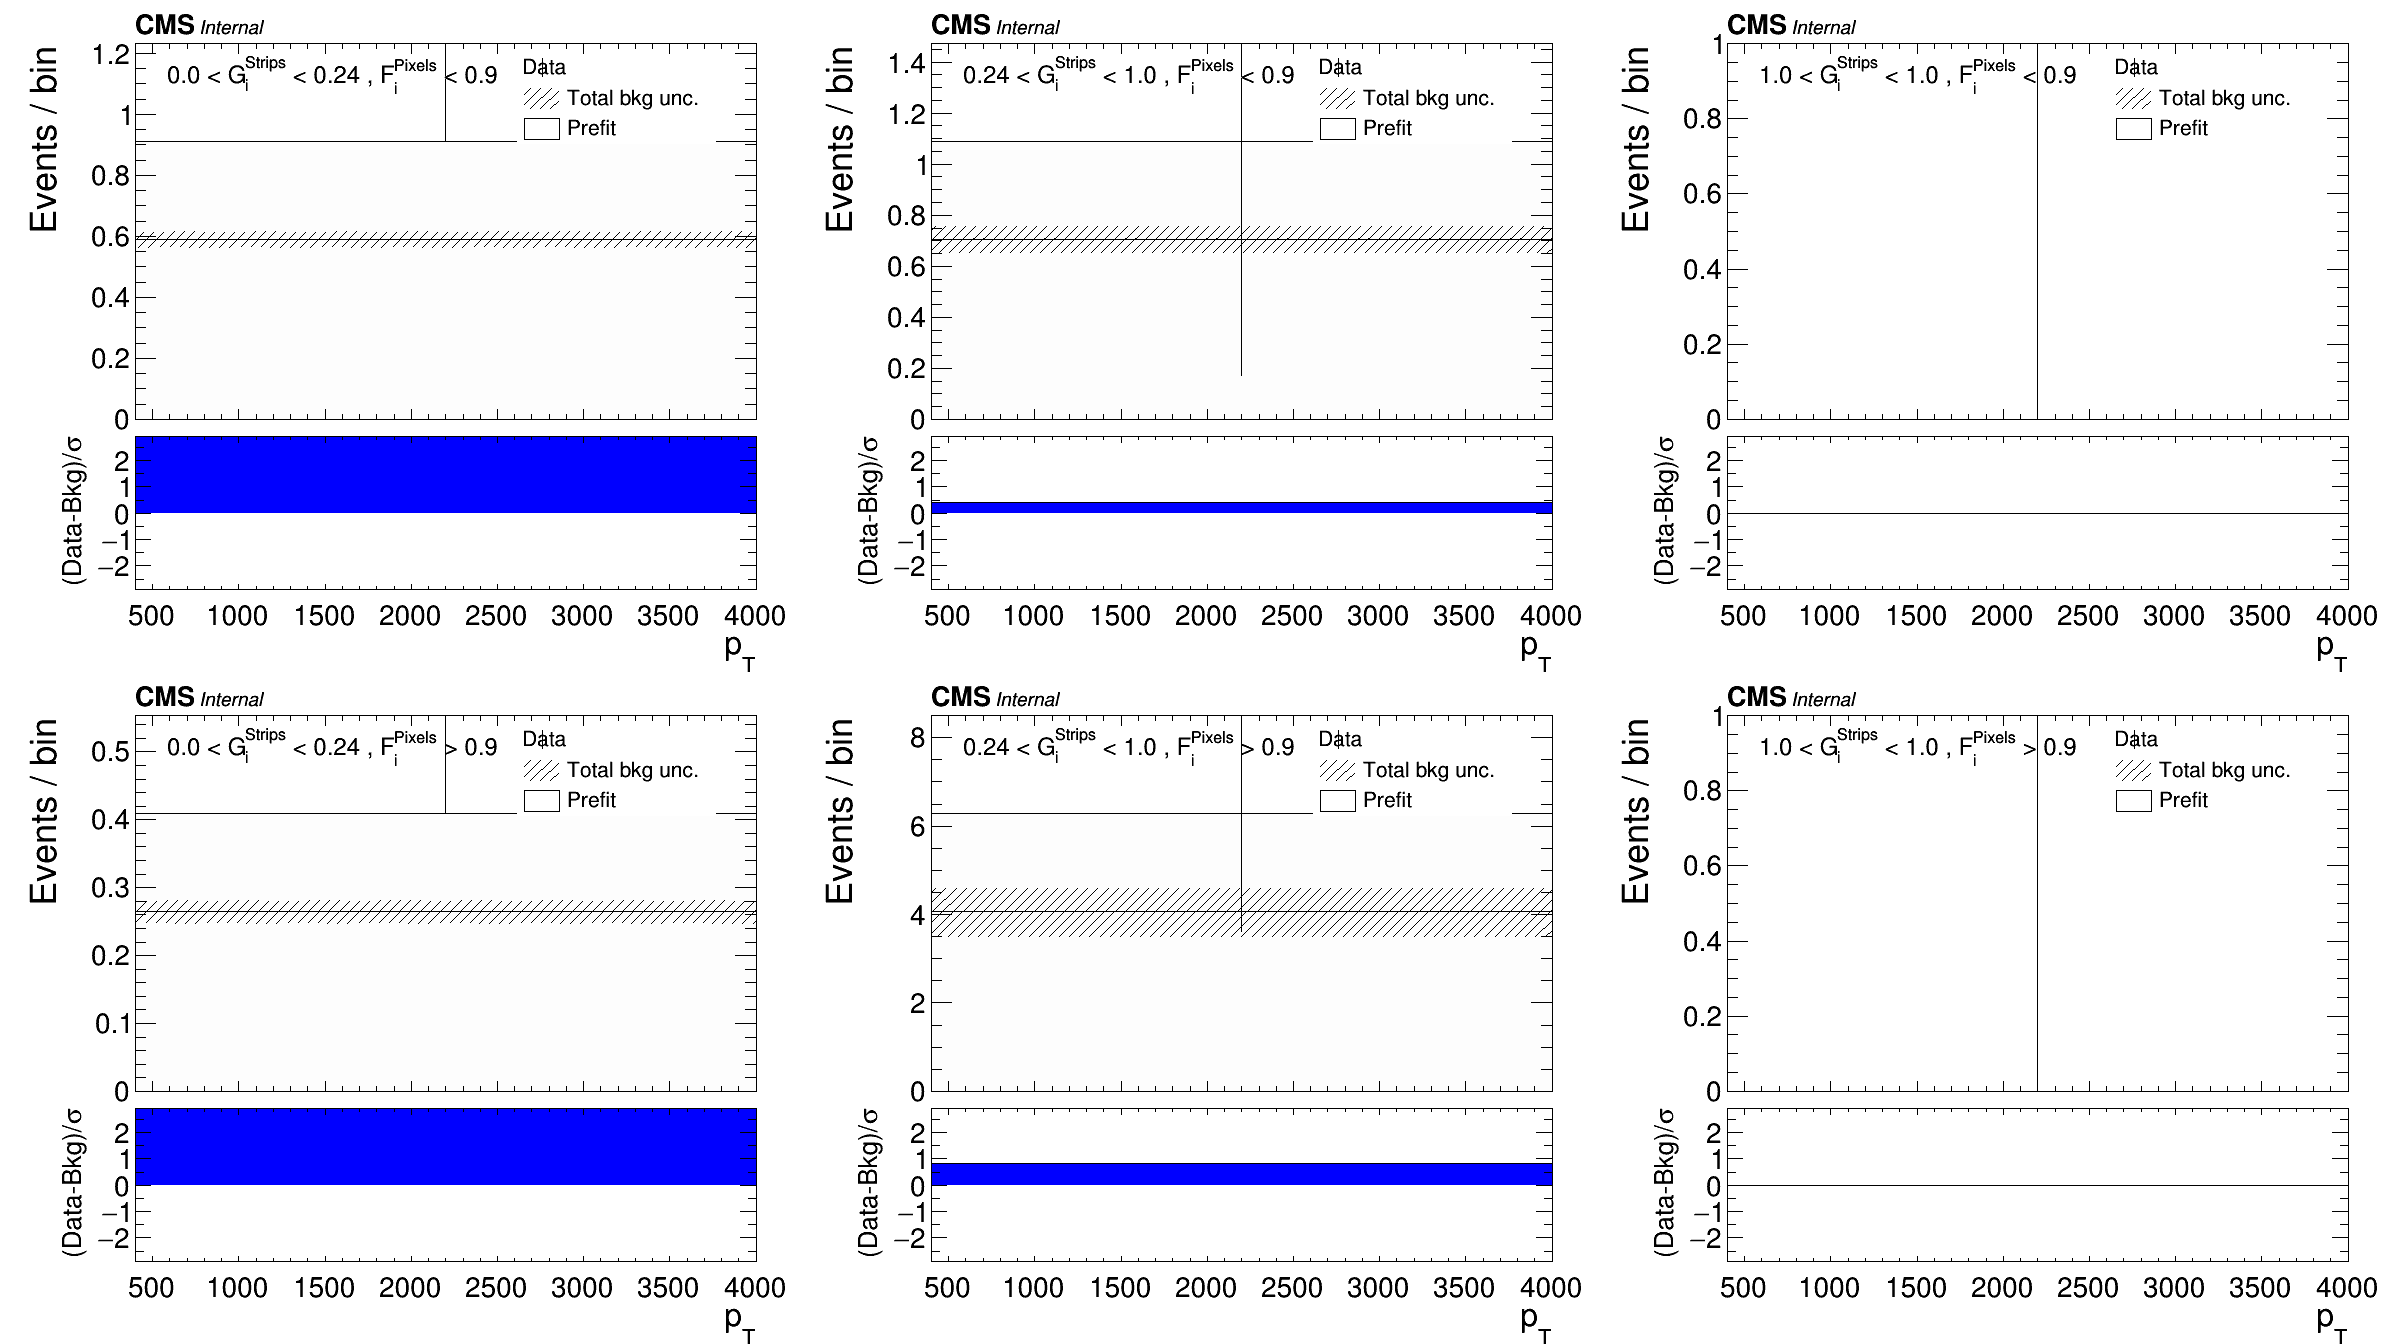 CMS Internal
Events / bin
1.2
1
0.8
0.6
0.4
0.2
0
0.0 < G_i^Strips < 0.24 , F_i^Pixels < 0.9
Data
Total bkg unc.
Prefit
(Data-Bkg)/σ
2
1
0
−1
−2
500 1000 1500 2000 2500 3000 3500 4000
p_T
CMS Internal
Events / bin
1.4
1.2
1
0.8
0.6
0.4
0.2
0
0.24 < G_i^Strips < 1.0 , F_i^Pixels < 0.9
Data
Total bkg unc.
Prefit
(Data-Bkg)/σ
2
1
0
−1
−2
500 1000 1500 2000 2500 3000 3500 4000
p_T
CMS Internal
Events / bin
1
0.8
0.6
0.4
0.2
0
1.0 < G_i^Strips < 1.0 , F_i^Pixels < 0.9
Data
Total bkg unc.
Prefit
(Data-Bkg)/σ
2
1
0
−1
−2
500 1000 1500 2000 2500 3000 3500 4000
p_T
CMS Internal
Events / bin
0.5
0.4
0.3
0.2
0.1
0
0.0 < G_i^Strips < 0.24 , F_i^Pixels > 0.9
Data
Total bkg unc.
Prefit
(Data-Bkg)/σ
2
1
0
−1
−2
500 1000 1500 2000 2500 3000 3500 4000
p_T
CMS Internal
Events / bin
8
6
4
2
0
0.24 < G_i^Strips < 1.0 , F_i^Pixels > 0.9
Data
Total bkg unc.
Prefit
(Data-Bkg)/σ
2
1
0
−1
−2
500 1000 1500 2000 2500 3000 3500 4000
p_T
CMS Internal
Events / bin
1
0.8
0.6
0.4
0.2
0
1.0 < G_i^Strips < 1.0 , F_i^Pixels > 0.9
Data
Total bkg unc.
Prefit
(Data-Bkg)/σ
2
1
0
−1
−2
500 1000 1500 2000 2500 3000 3500 4000
p_T